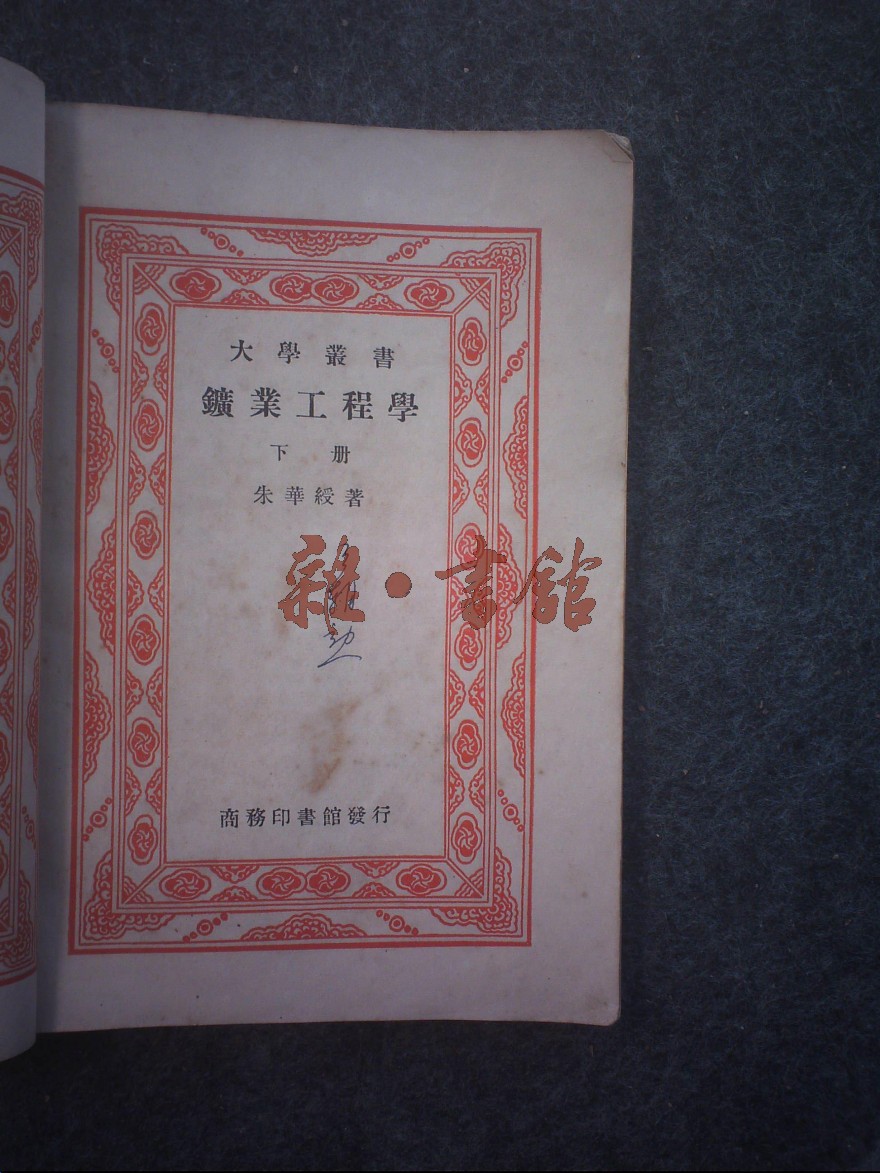 大學叢書
鑛業工程學
下册
朱華綬著
雜·書館
商務印書館發行